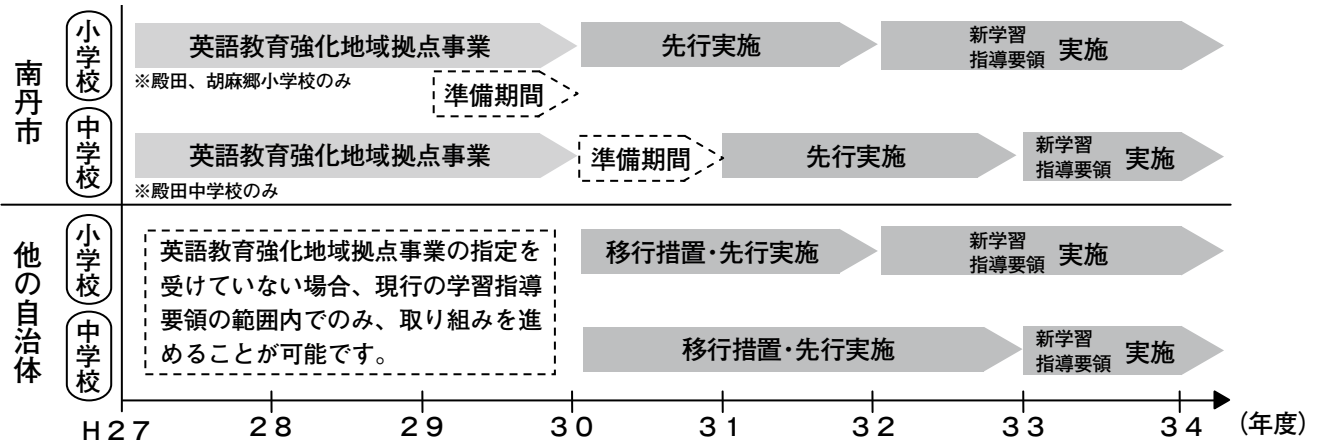 南丹市
小学校
英語教育強化地域拠点事業
※殿田、胡麻郷小学校のみ
準備期間
先行実施
新学習
指導要領 実施
中学校
英語教育強化地域拠点事業
※殿田中学校のみ
準備期間
先行実施
新学習
指導要領 実施
他の自治体
小学校
中学校
英語教育強化地域拠点事業の指定を
受けていない場合、現行の学習指導
要領の範囲内でのみ、取り組みを進
めることが可能です。
移行措置・先行実施
新学習
指導要領 実施
移行措置・先行実施
新学習
指導要領 実施
H27 28 29 30 31 32 33 34 (年度)